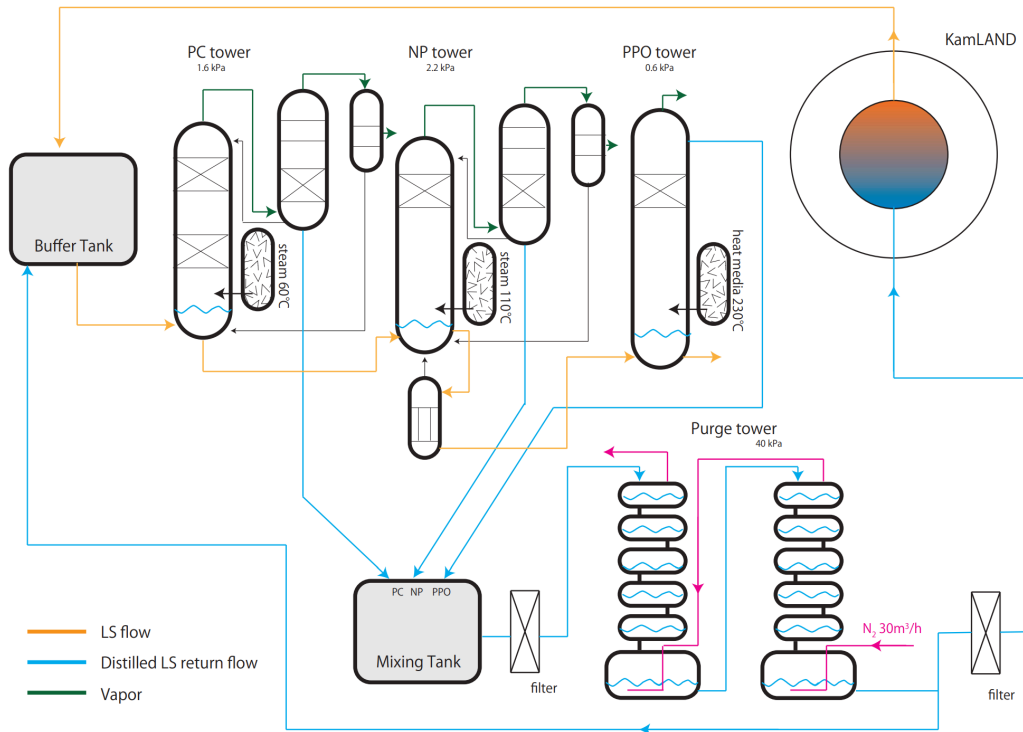 KamLAND
PC tower
1.6 kPa
NP tower
2.2 kPa
PPO tower
0.6 kPa
Buffer Tank
steam 60℃
steam 110℃
heat media 230℃
Purge tower
40 kPa
PC NP PPO
Mixing Tank
filter
N₂ 30m³/h
filter
LS flow
Distilled LS return flow
Vapor